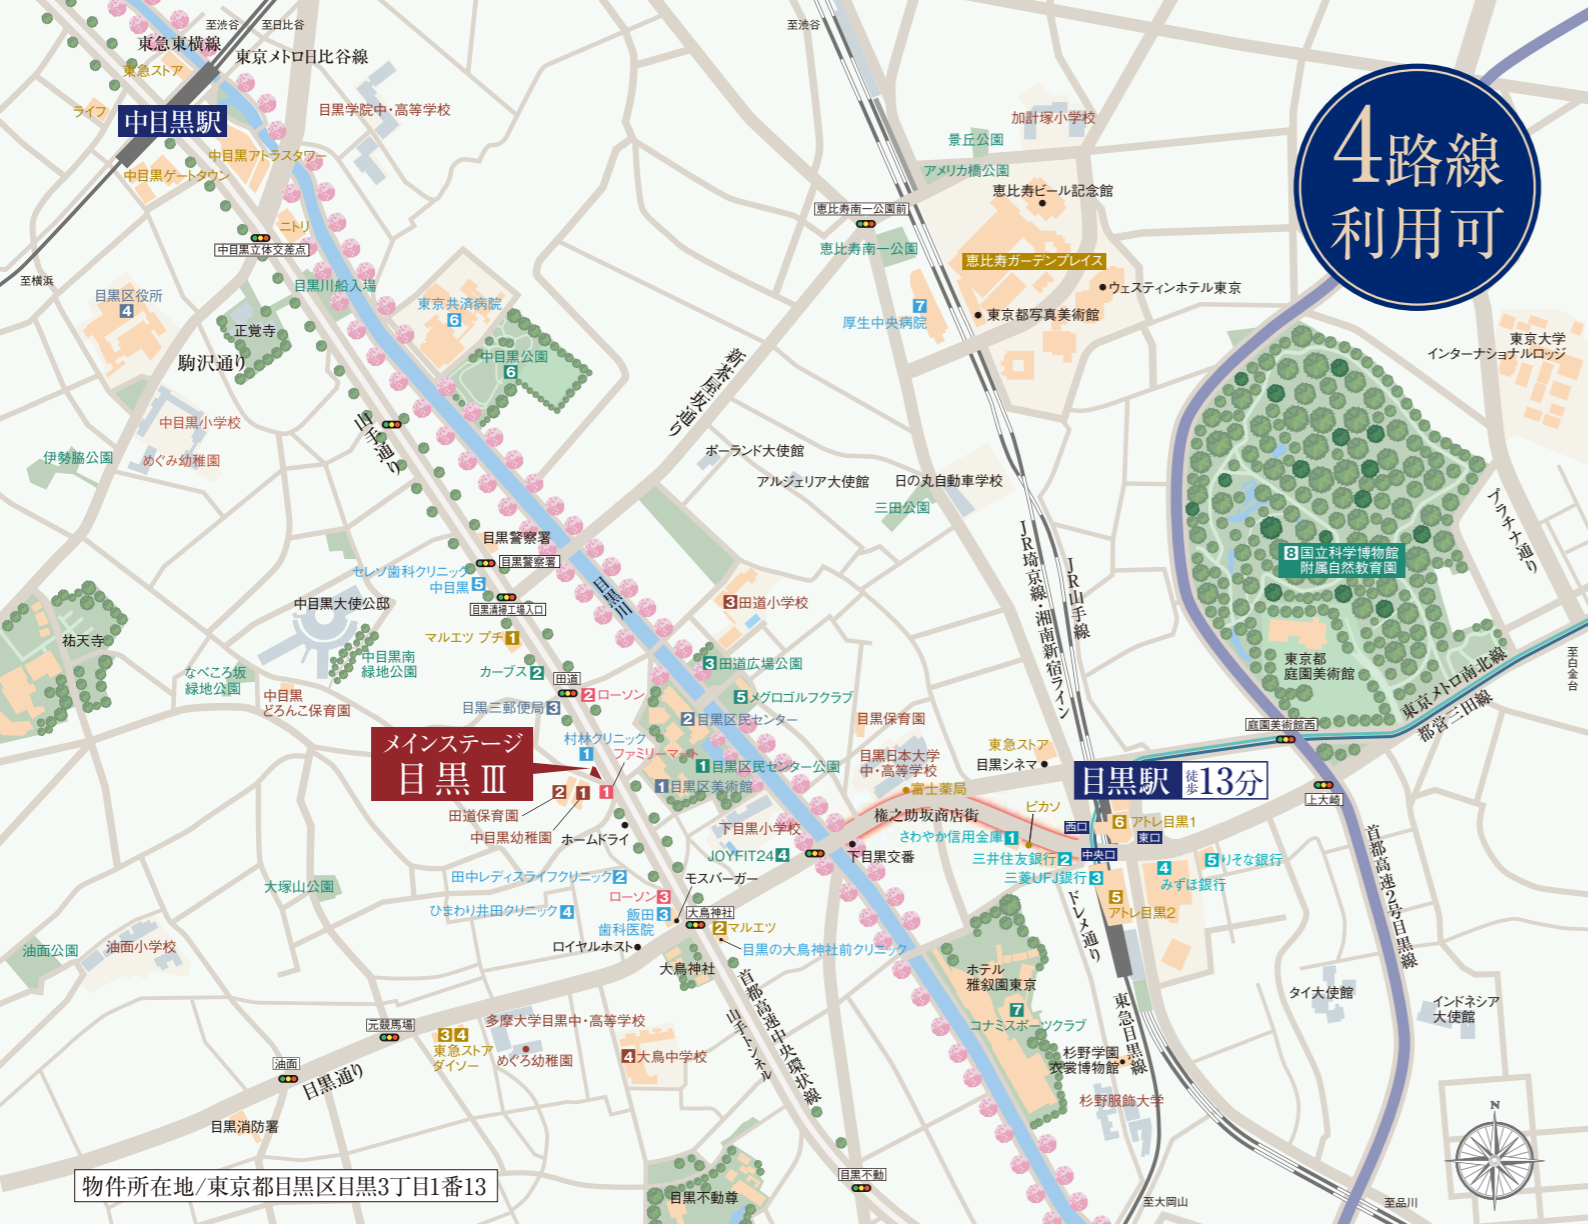 至渋谷
至日比谷
東急東横線
東京メトロ日比谷線
東急ストア
ライフ
中目黒駅
目黒学院中・高等学校
中目黒アトラスタワー
中目黒ゲートタウン
ニトリ
中目黒立体交差点
至横浜
目黒区役所
4
目黒川船入場
正覚寺
駒沢通り
東京共済病院
6
中目黒公園
6
中目黒小学校
めぐみ幼稚園
伊勢脇公園
山手通り
新茶屋坂通り
至渋谷
加計塚小学校
景丘公園
アメリカ橋公園
恵比寿ビール記念館
恵比寿南一公園前
恵比寿南一公園
恵比寿ガーデンプレイス
ウェスティンホテル東京
7
厚生中央病院
東京都写真美術館
4路線
利用可
東京大学
インターナショナルロッジ
プラチナ通り
ポーランド大使館
アルジェリア大使館
日の丸自動車学校
三田公園
JR埼京線・湘南新宿ライン
JR山手線
8国立科学博物館
附属自然教育園
東京都
庭園美術館
東京メトロ南北線
都営三田線
至白金台
庭園美術館西
上大崎
首都高速2号目黒線
目黒警察署
目黒警察署
セレソ歯科クリニック
中目黒5
目黒清掃工場入口
目黒川
中目黒大使公邸
マルエツ プチ1
カーブス2
田道
2ローソン
目黒三郵便局3
中目黒南
緑地公園
祐天寺
なべころ坂
緑地公園
中目黒
どろんこ保育園
3田道小学校
3田道広場公園
5メグロゴルフクラブ
2目黒区民センター
1目黒区民センター公園
1目黒区美術館
メインステージ
目黒Ⅲ
村林クリニック
1
ファミリーマート
2
1
1
田道保育園
中目黒幼稚園
ホームドライ
目黒保育園
目黒日本大学
中・高等学校
東急ストア
目黒シネマ
富士薬局
目黒駅
徒歩13分
権之助坂商店街
ピカソ
西口
中央口
東口
6アトレ目黒1
さわやか信用金庫1
三井住友銀行2
三菱UFJ銀行3
4
みずほ銀行
5りそな銀行
5
アトレ目黒2
下目黒小学校
JOYFIT244
下目黒交番
田中レディスライフクリニック2
モスバーガー
ローソン3
ひまわり井田クリニック4
飯田3
歯科医院
大鳥神社
2マルエツ
目黒の大鳥神社前クリニック
ロイヤルホスト
大鳥神社
大塚山公園
油面公園
油面小学校
ドレメ通り
ホテル
雅叙園東京
7
コナミスポーツクラブ
東急目黒線
杉野学園
衣裳博物館
杉野服飾大学
タイ大使館
インドネシア
大使館
首都高速中央環状線
山手トンネル
元競馬場
34
東急ストア
ダイソー
多摩大学目黒中・高等学校
めぐろ幼稚園
4大鳥中学校
油面
目黒通り
目黒消防署
目黒不動尊
目黒不動
至大岡山
至品川
N
物件所在地/東京都目黒区目黒3丁目1番13